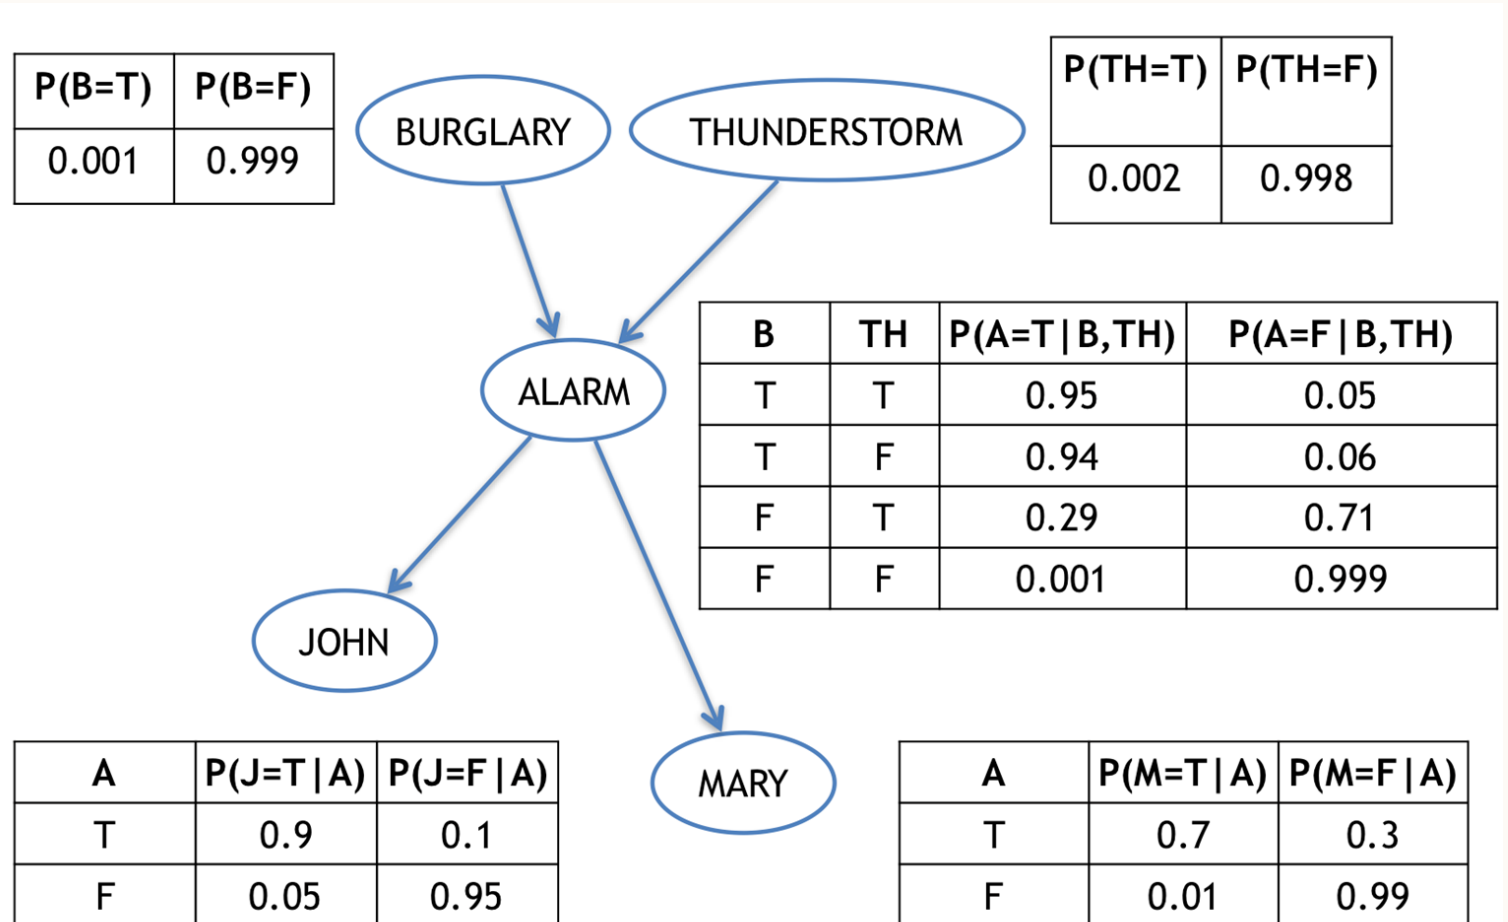 P(B=T) P(B=F)
0.001 0.999
BURGLARY
THUNDERSTORM
P(TH=T) P(TH=F)
0.002 0.998
ALARM
B TH P(A=T|B,TH) P(A=F|B,TH)
T T 0.95 0.05
T F 0.94 0.06
F T 0.29 0.71
F F 0.001 0.999
JOHN
MARY
A P(J=T|A) P(J=F|A)
T 0.9 0.1
F 0.05 0.95
A P(M=T|A) P(M=F|A)
T 0.7 0.3
F 0.01 0.99